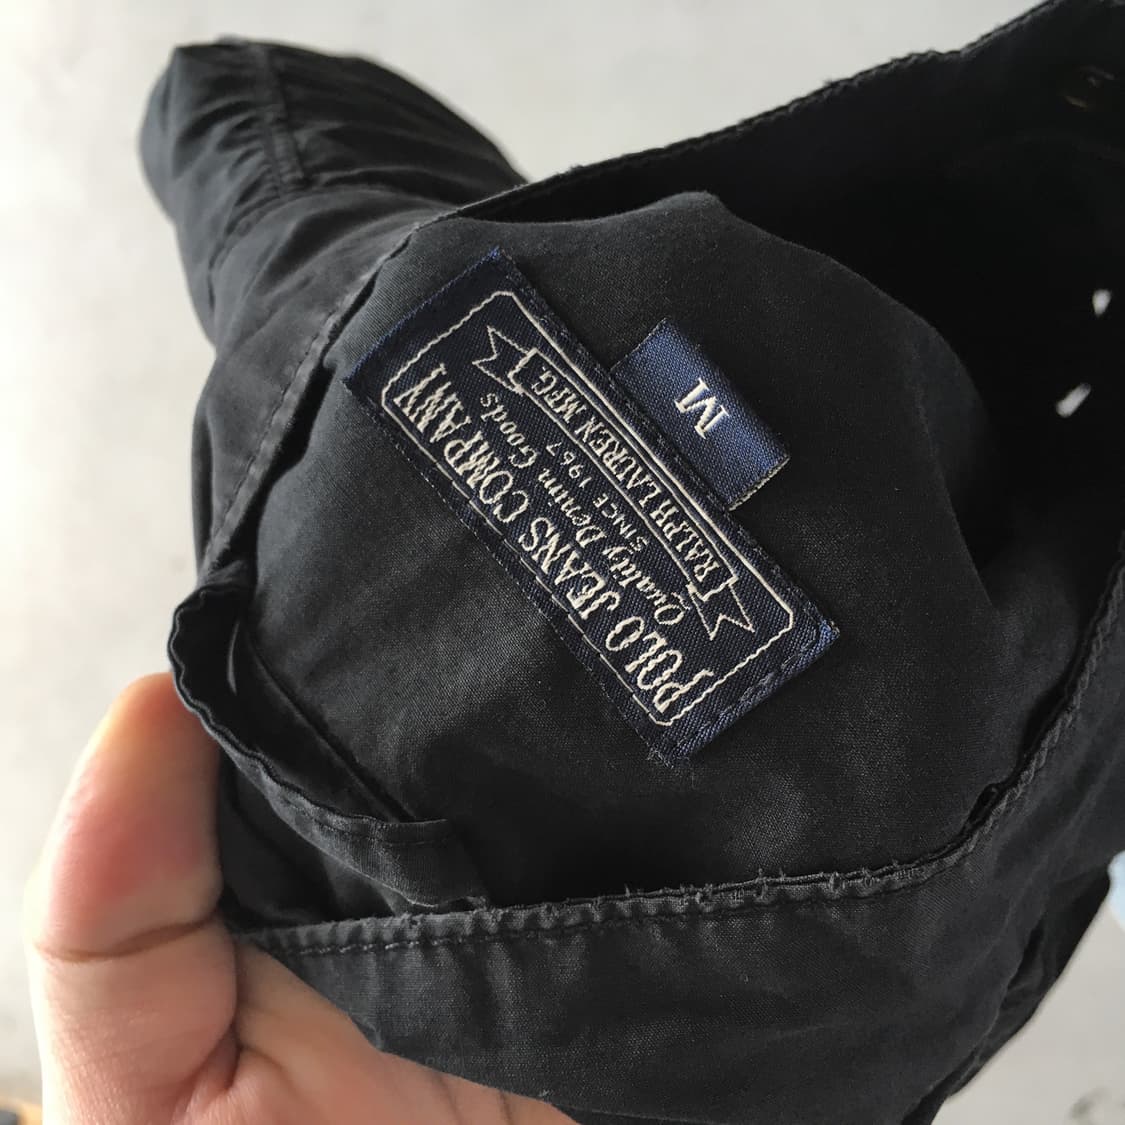 POLO JEANS COMPANY
Quality Denim Goods
SINCE 1967
RALPH LAUREN MFG.
M